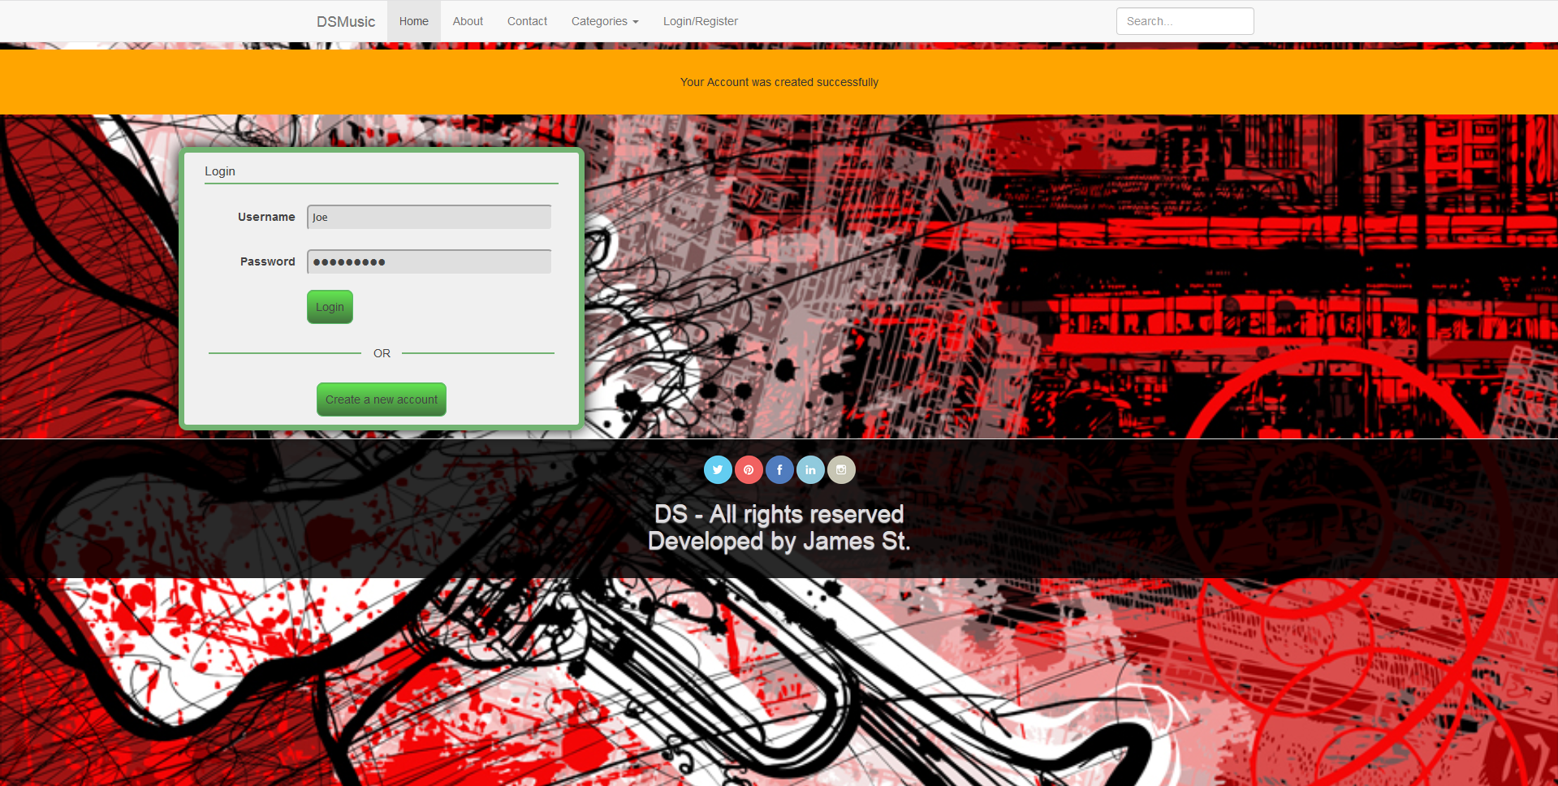 DSMusic Home About Contact Categories Login/Register Search...
Your Account was created successfully
Login
Username Joe
Password ●●●●●●●●●
Login
OR
Create a new account
DS - All rights reserved
Developed by James St.